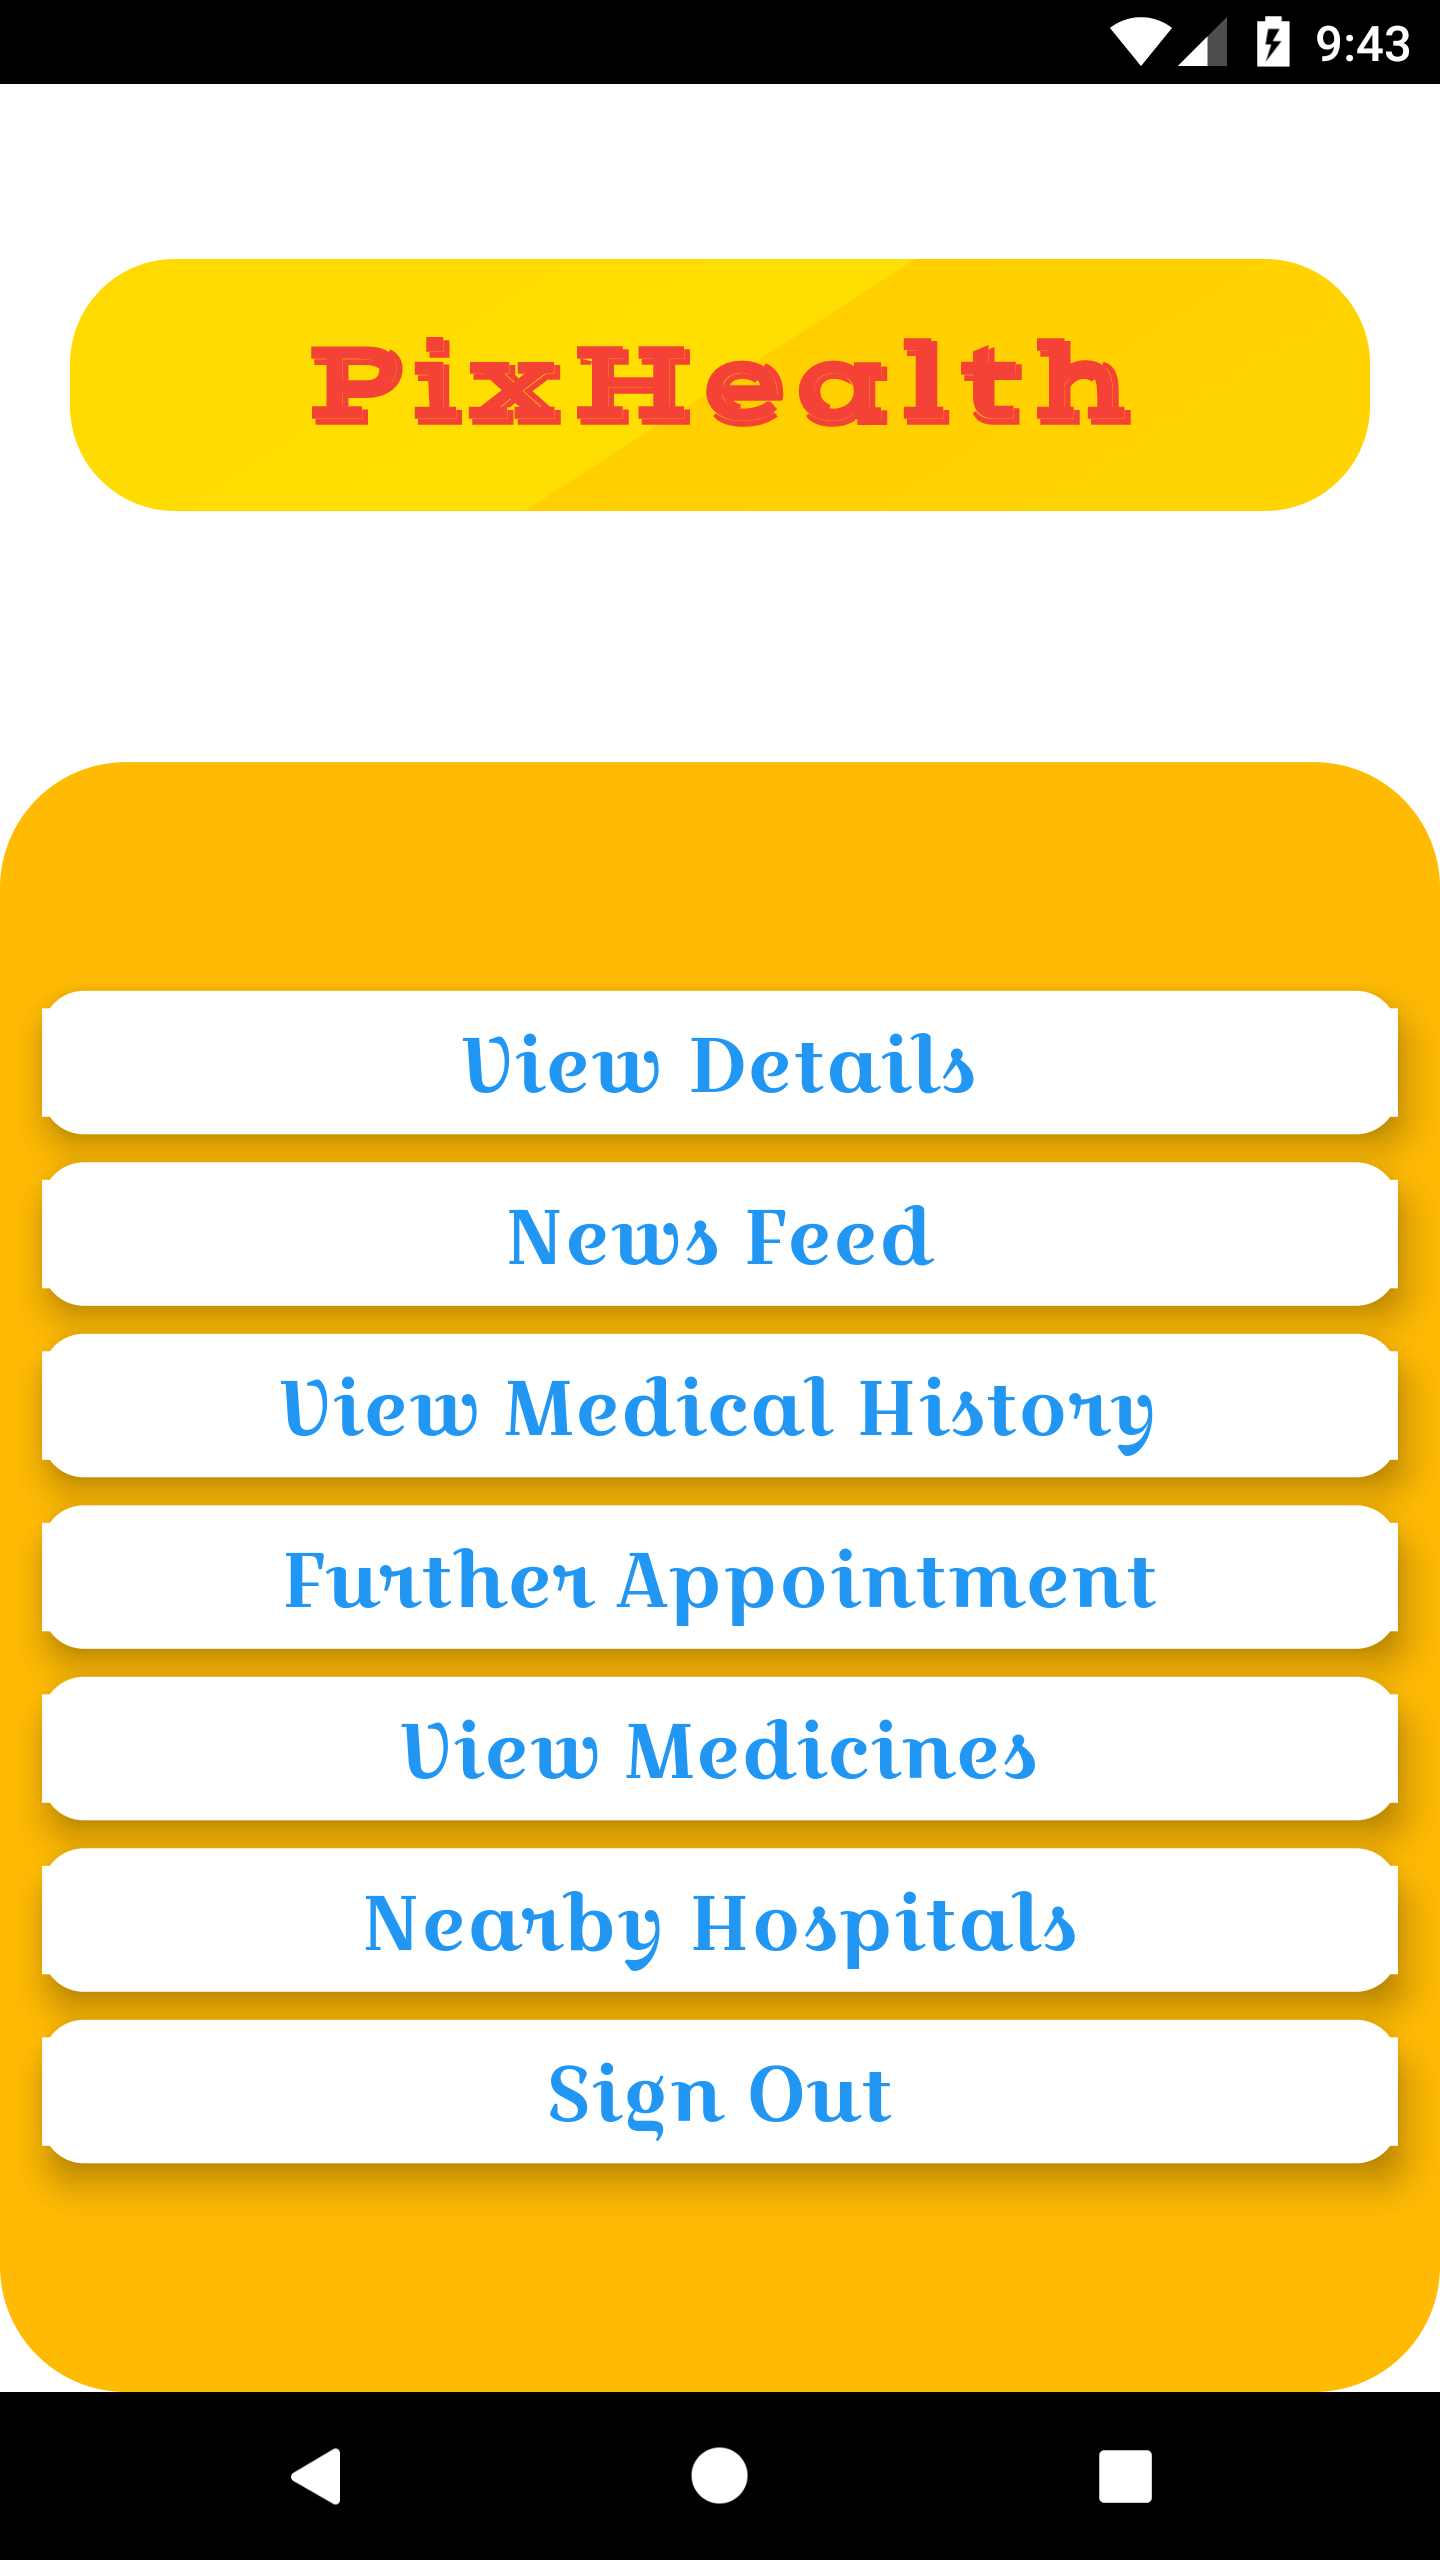 9:43
PixHealth
View Details
News Feed
View Medical History
Further Appointment
View Medicines
Nearby Hospitals
Sign Out